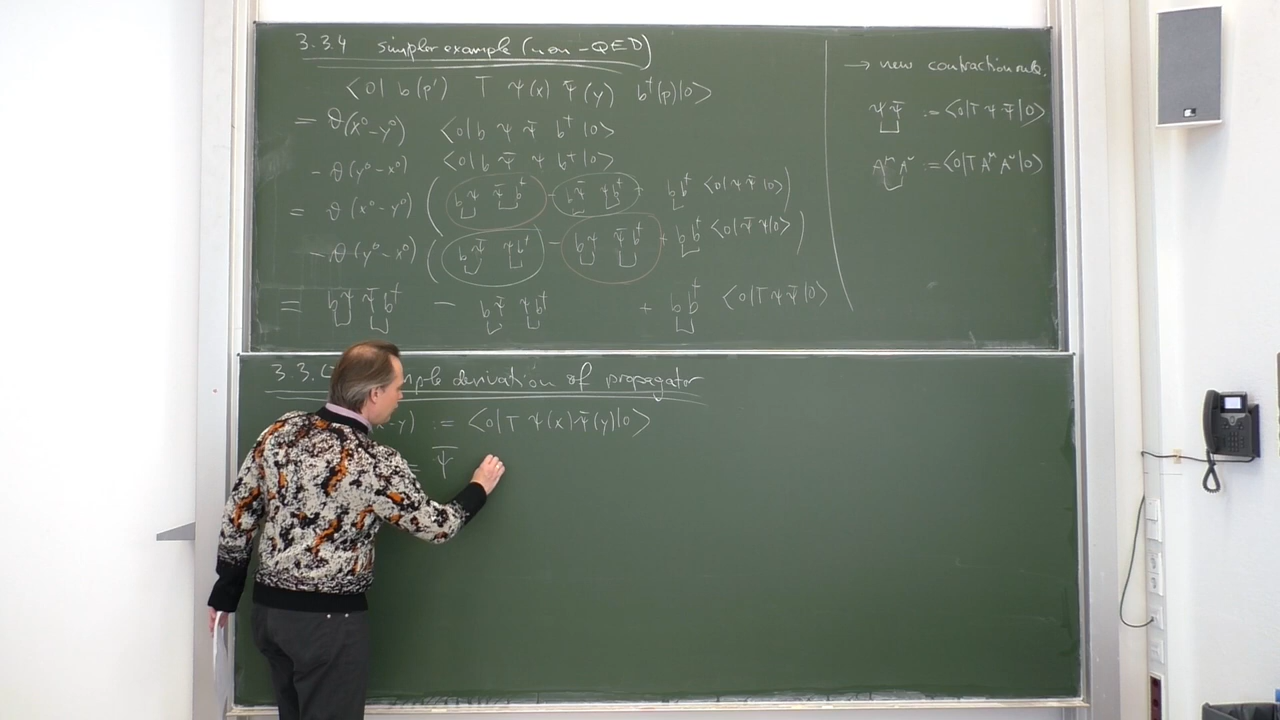 3.3.4 simpler example (non-QED)
⟨0| b(p') T ψ(x) ψ̄(y) b†(p)|0⟩
= ϑ(x⁰-y⁰) ⟨0|b ψ ψ̄ b†|0⟩
- ϑ(y⁰-x⁰) ⟨0|b ψ̄ ψ b†|0⟩
= ϑ(x⁰-y⁰) ( bψ ψ̄b† - bψ̄ ψb† + bb† ⟨0|ψψ̄|0⟩ )
- ϑ(y⁰-x⁰) ( bψ̄ ψb† - bψ ψ̄b† + bb† ⟨0|ψ̄ψ|0⟩ )
= bψ ψ̄b† - bψ̄ ψb† + bb† ⟨0|T ψψ̄|0⟩
→ new contraction rule.
ψψ̄ := ⟨0|T ψ ψ̄|0⟩
A^μ A^ν := ⟨0|T A^μ A^ν|0⟩
3.3. derivation of propagator
-y) := ⟨0|T ψ(x)ψ̄(y)|0⟩
= ψ̄